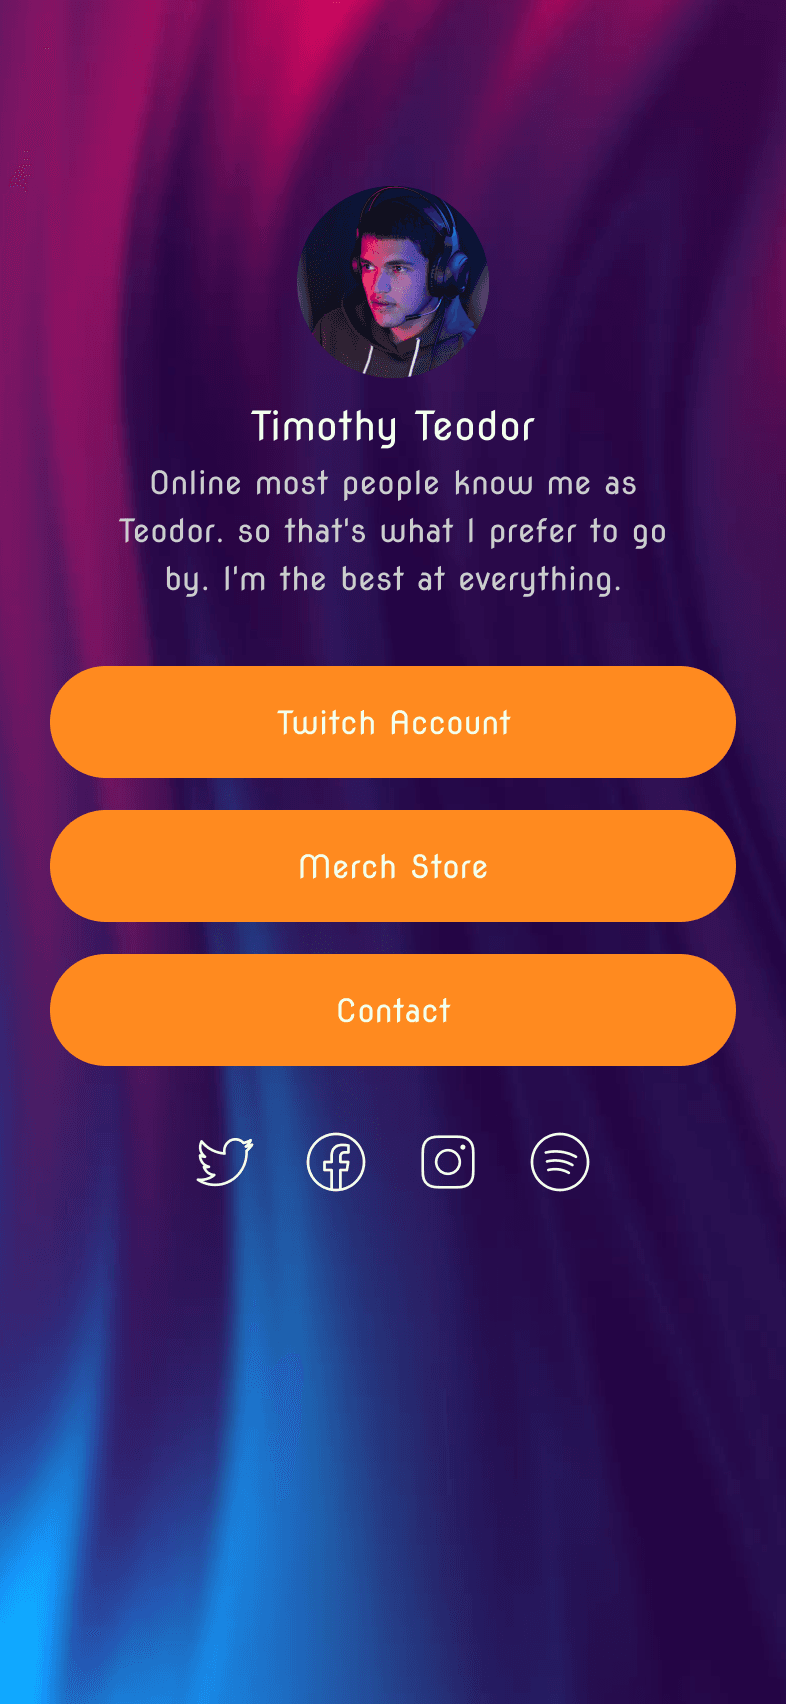 Timothy Teodor
Online most people know me as
Teodor. so that's what I prefer to go
by. I'm the best at everything.
Twitch Account
Merch Store
Contact